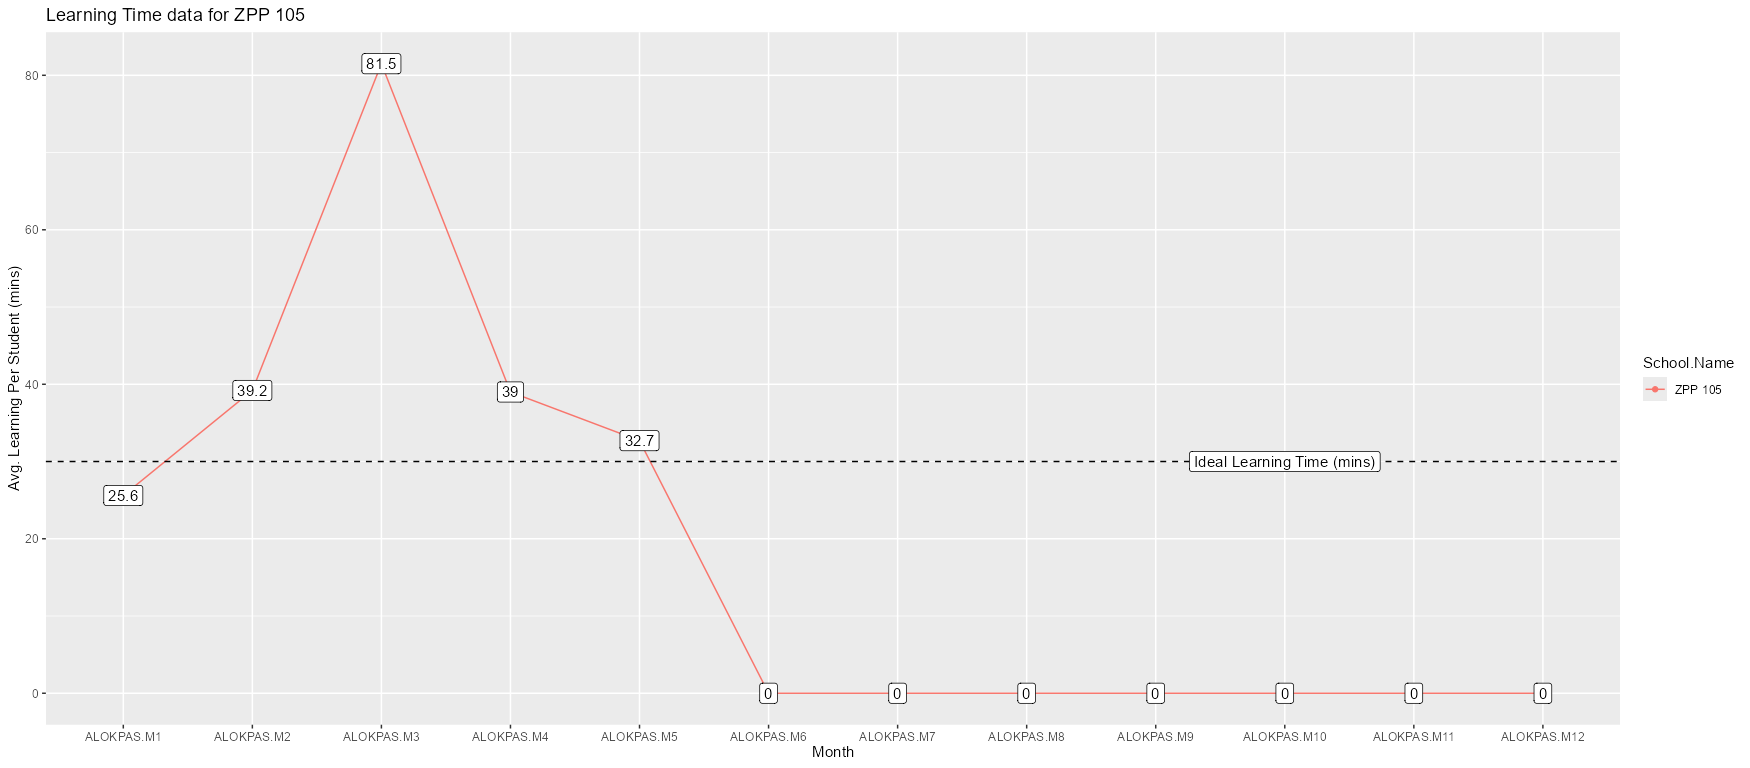 Learning Time data for ZPP 105
Avg. Learning Per Student (mins)
80
60
40
20
0
25.6
39.2
81.5
39
32.7
0
0
0
0
0
0
0
Ideal Learning Time (mins)
ALOKPAS.M1
ALOKPAS.M2
ALOKPAS.M3
ALOKPAS.M4
ALOKPAS.M5
ALOKPAS.M6
ALOKPAS.M7
ALOKPAS.M8
ALOKPAS.M9
ALOKPAS.M10
ALOKPAS.M11
ALOKPAS.M12
Month
School.Name
ZPP 105